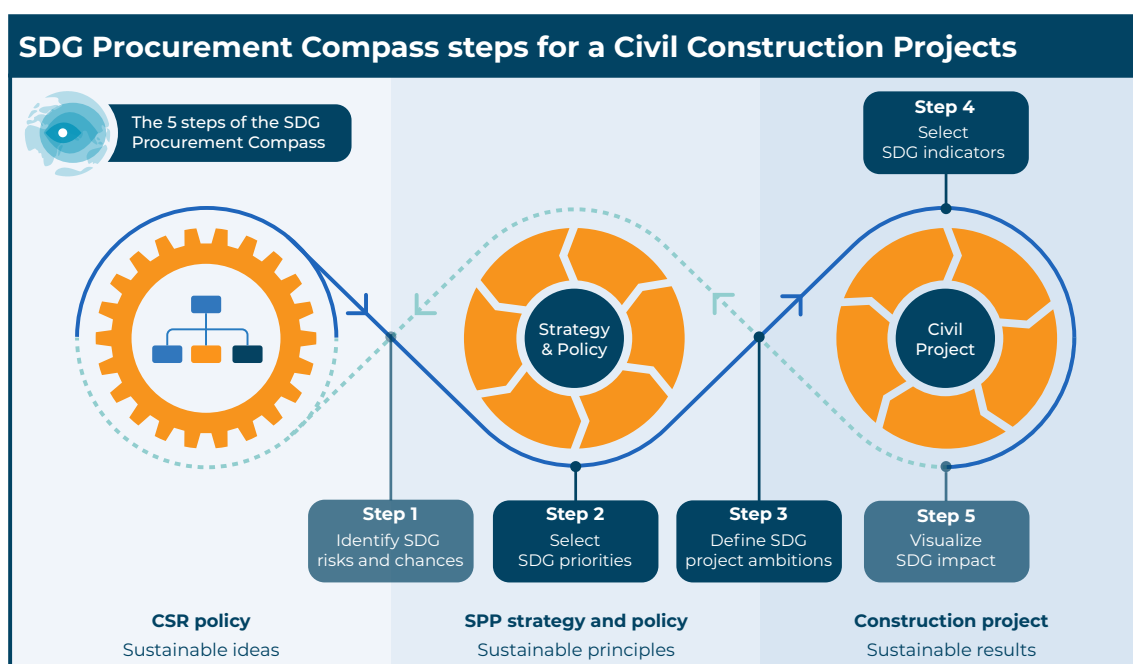 SDG Procurement Compass steps for a Civil Construction Projects
The 5 steps of the SDG
Procurement Compass
Step 4
Select
SDG indicators
Strategy
& Policy
Civil
Project
Step 1
Identify SDG
risks and chances
Step 2
Select
SDG priorities
Step 3
Define SDG
project ambitions
Step 5
Visualize
SDG impact
CSR policy
Sustainable ideas
SPP strategy and policy
Sustainable principles
Construction project
Sustainable results